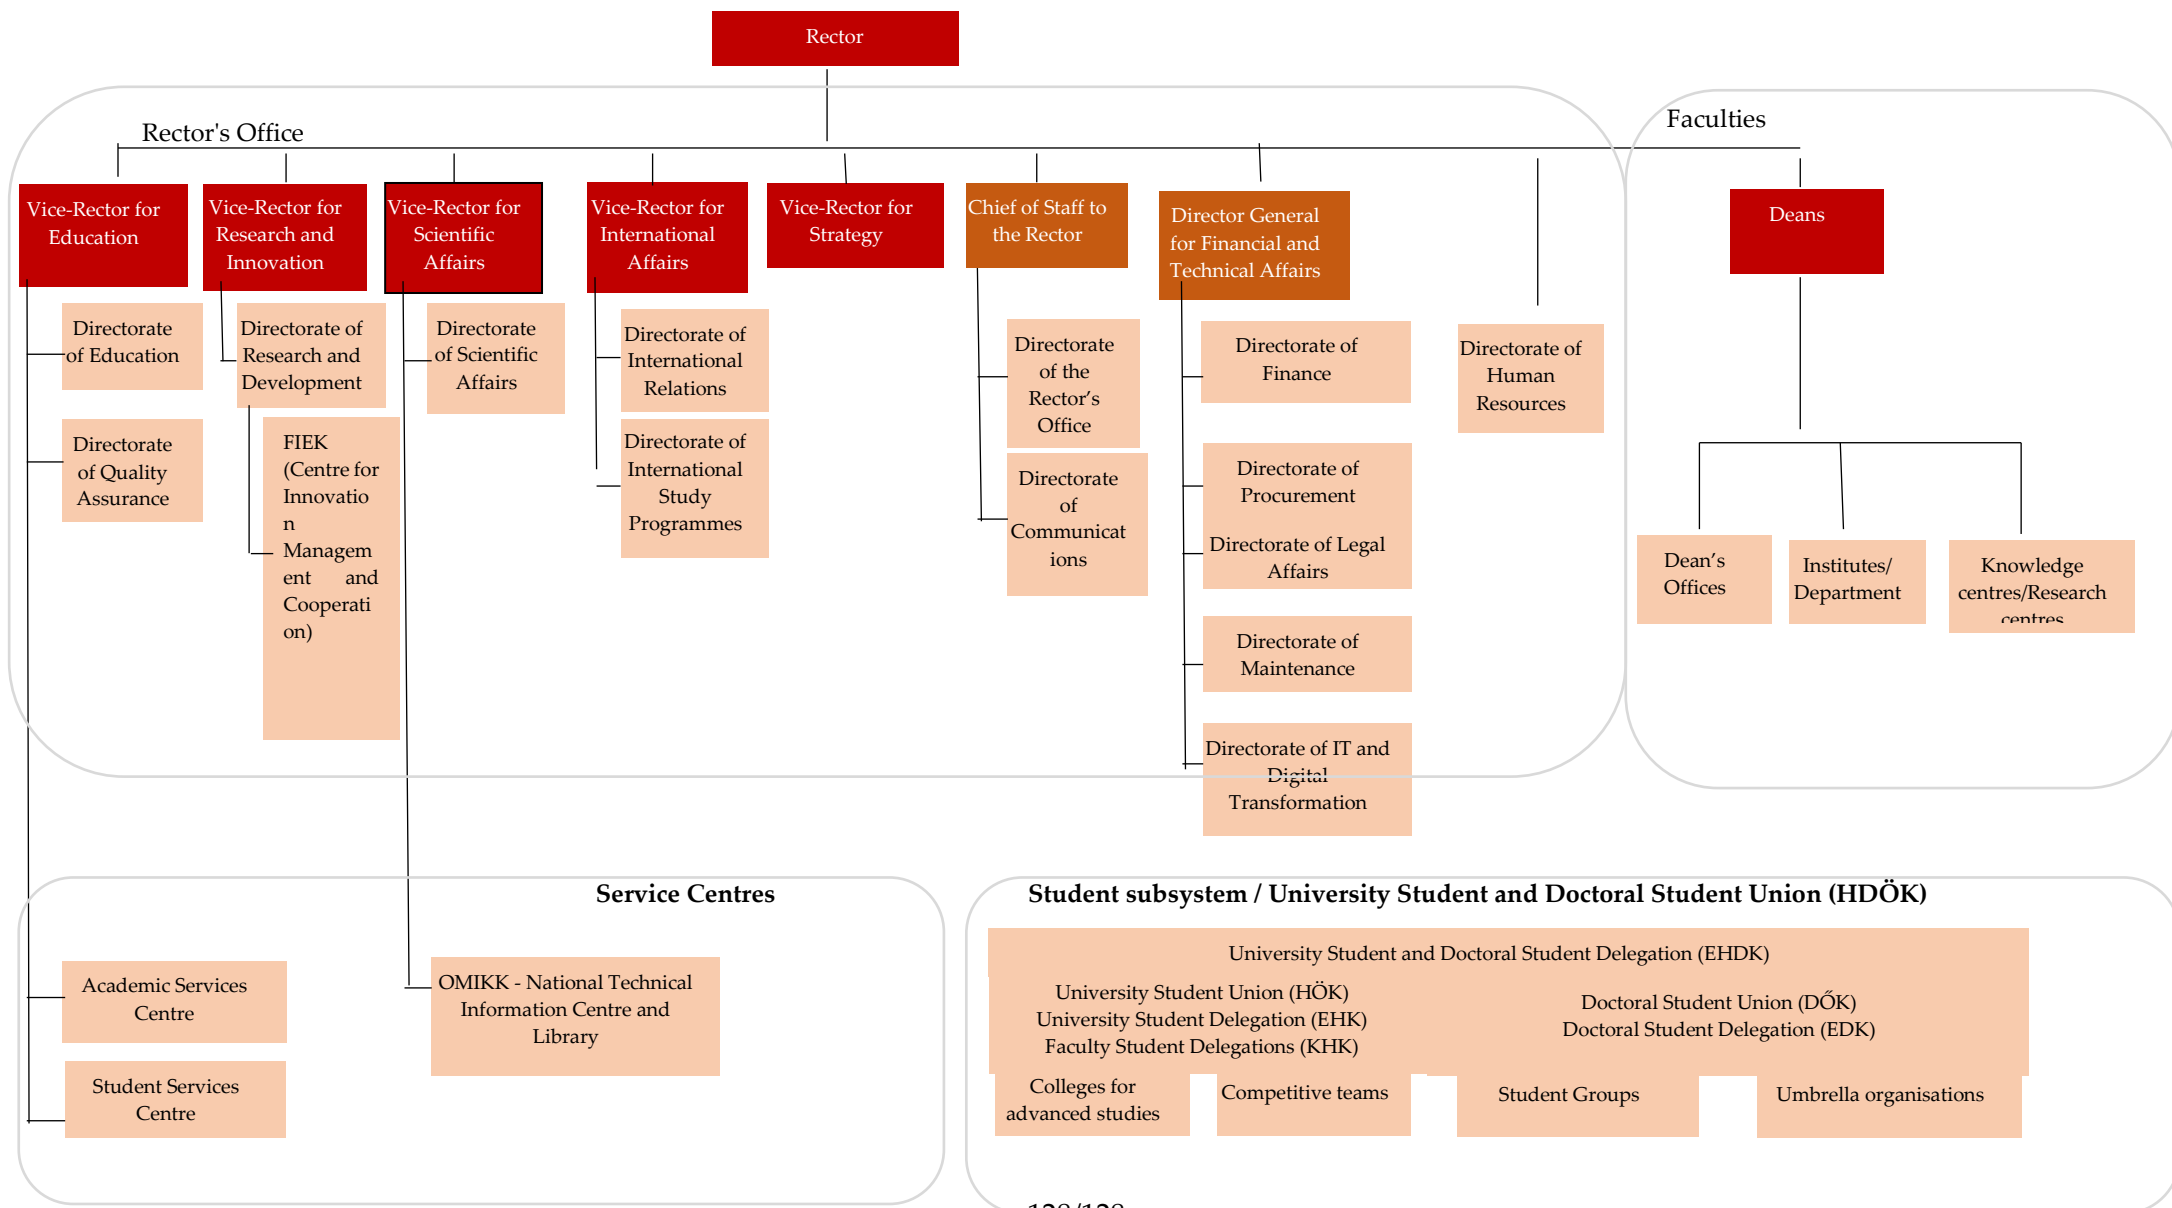 Rector
Rector's Office
Faculties
Vice-Rector for
Education
Vice-Rector for
Research and
Innovation
Vice-Rector for
Scientific
Affairs
Vice-Rector for
International
Affairs
Vice-Rector for
Strategy
Chief of Staff to
the Rector
Director General
for Financial and
Technical Affairs
Deans
Directorate
of Education
Directorate
of Quality
Assurance
Directorate of
Research and
Development
FIEK
(Centre for
Innovatio
n
Managem
ent and
Cooperati
on)
Directorate
of Scientific
Affairs
Directorate of
International
Relations
Directorate of
International
Study
Programmes
Directorate
of the
Rector’s
Office
Directorate
of
Communicat
ions
Directorate of
Finance
Directorate of
Procurement
Directorate of Legal
Affairs
Directorate of
Maintenance
Directorate of IT and
Digital
Transformation
Directorate of
Human
Resources
Dean’s
Offices
Institutes/
Department
Knowledge
centres/Research
centres
Service Centres
Academic Services
Centre
Student Services
Centre
OMIKK - National Technical
Information Centre and
Library
Student subsystem / University Student and Doctoral Student Union (HDÖK)
University Student and Doctoral Student Delegation (EHDK)
University Student Union (HÖK)
University Student Delegation (EHK)
Faculty Student Delegations (KHK)
Doctoral Student Union (DŐK)
Doctoral Student Delegation (EDK)
Colleges for
advanced studies
Competitive teams
Student Groups
Umbrella organisations